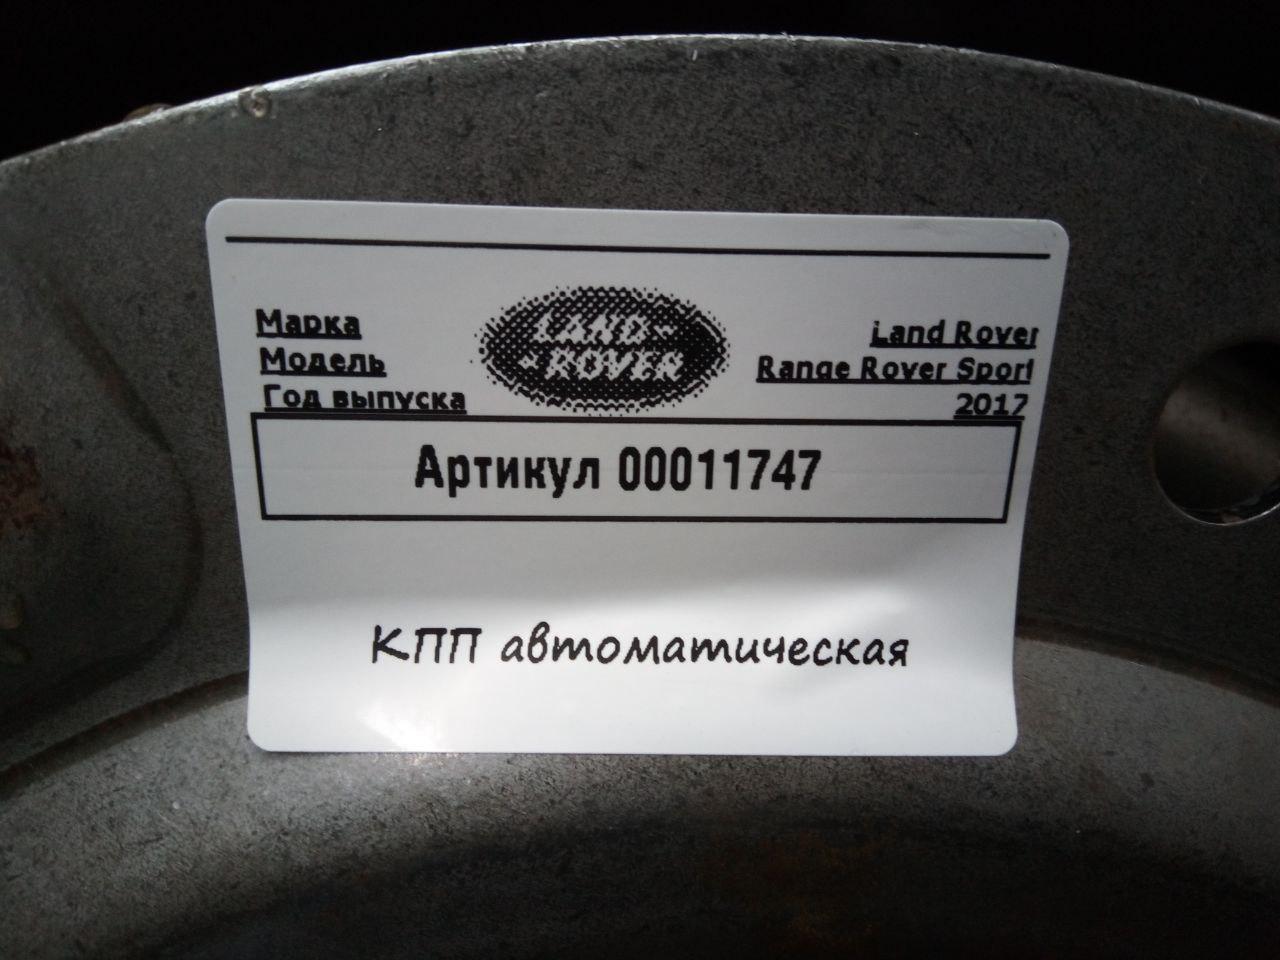 Марка LAND- Land Rover
Модель ROVER Range Rover Sport
Год выпуска 2017
Артикул 00011747
КПП автоматическая